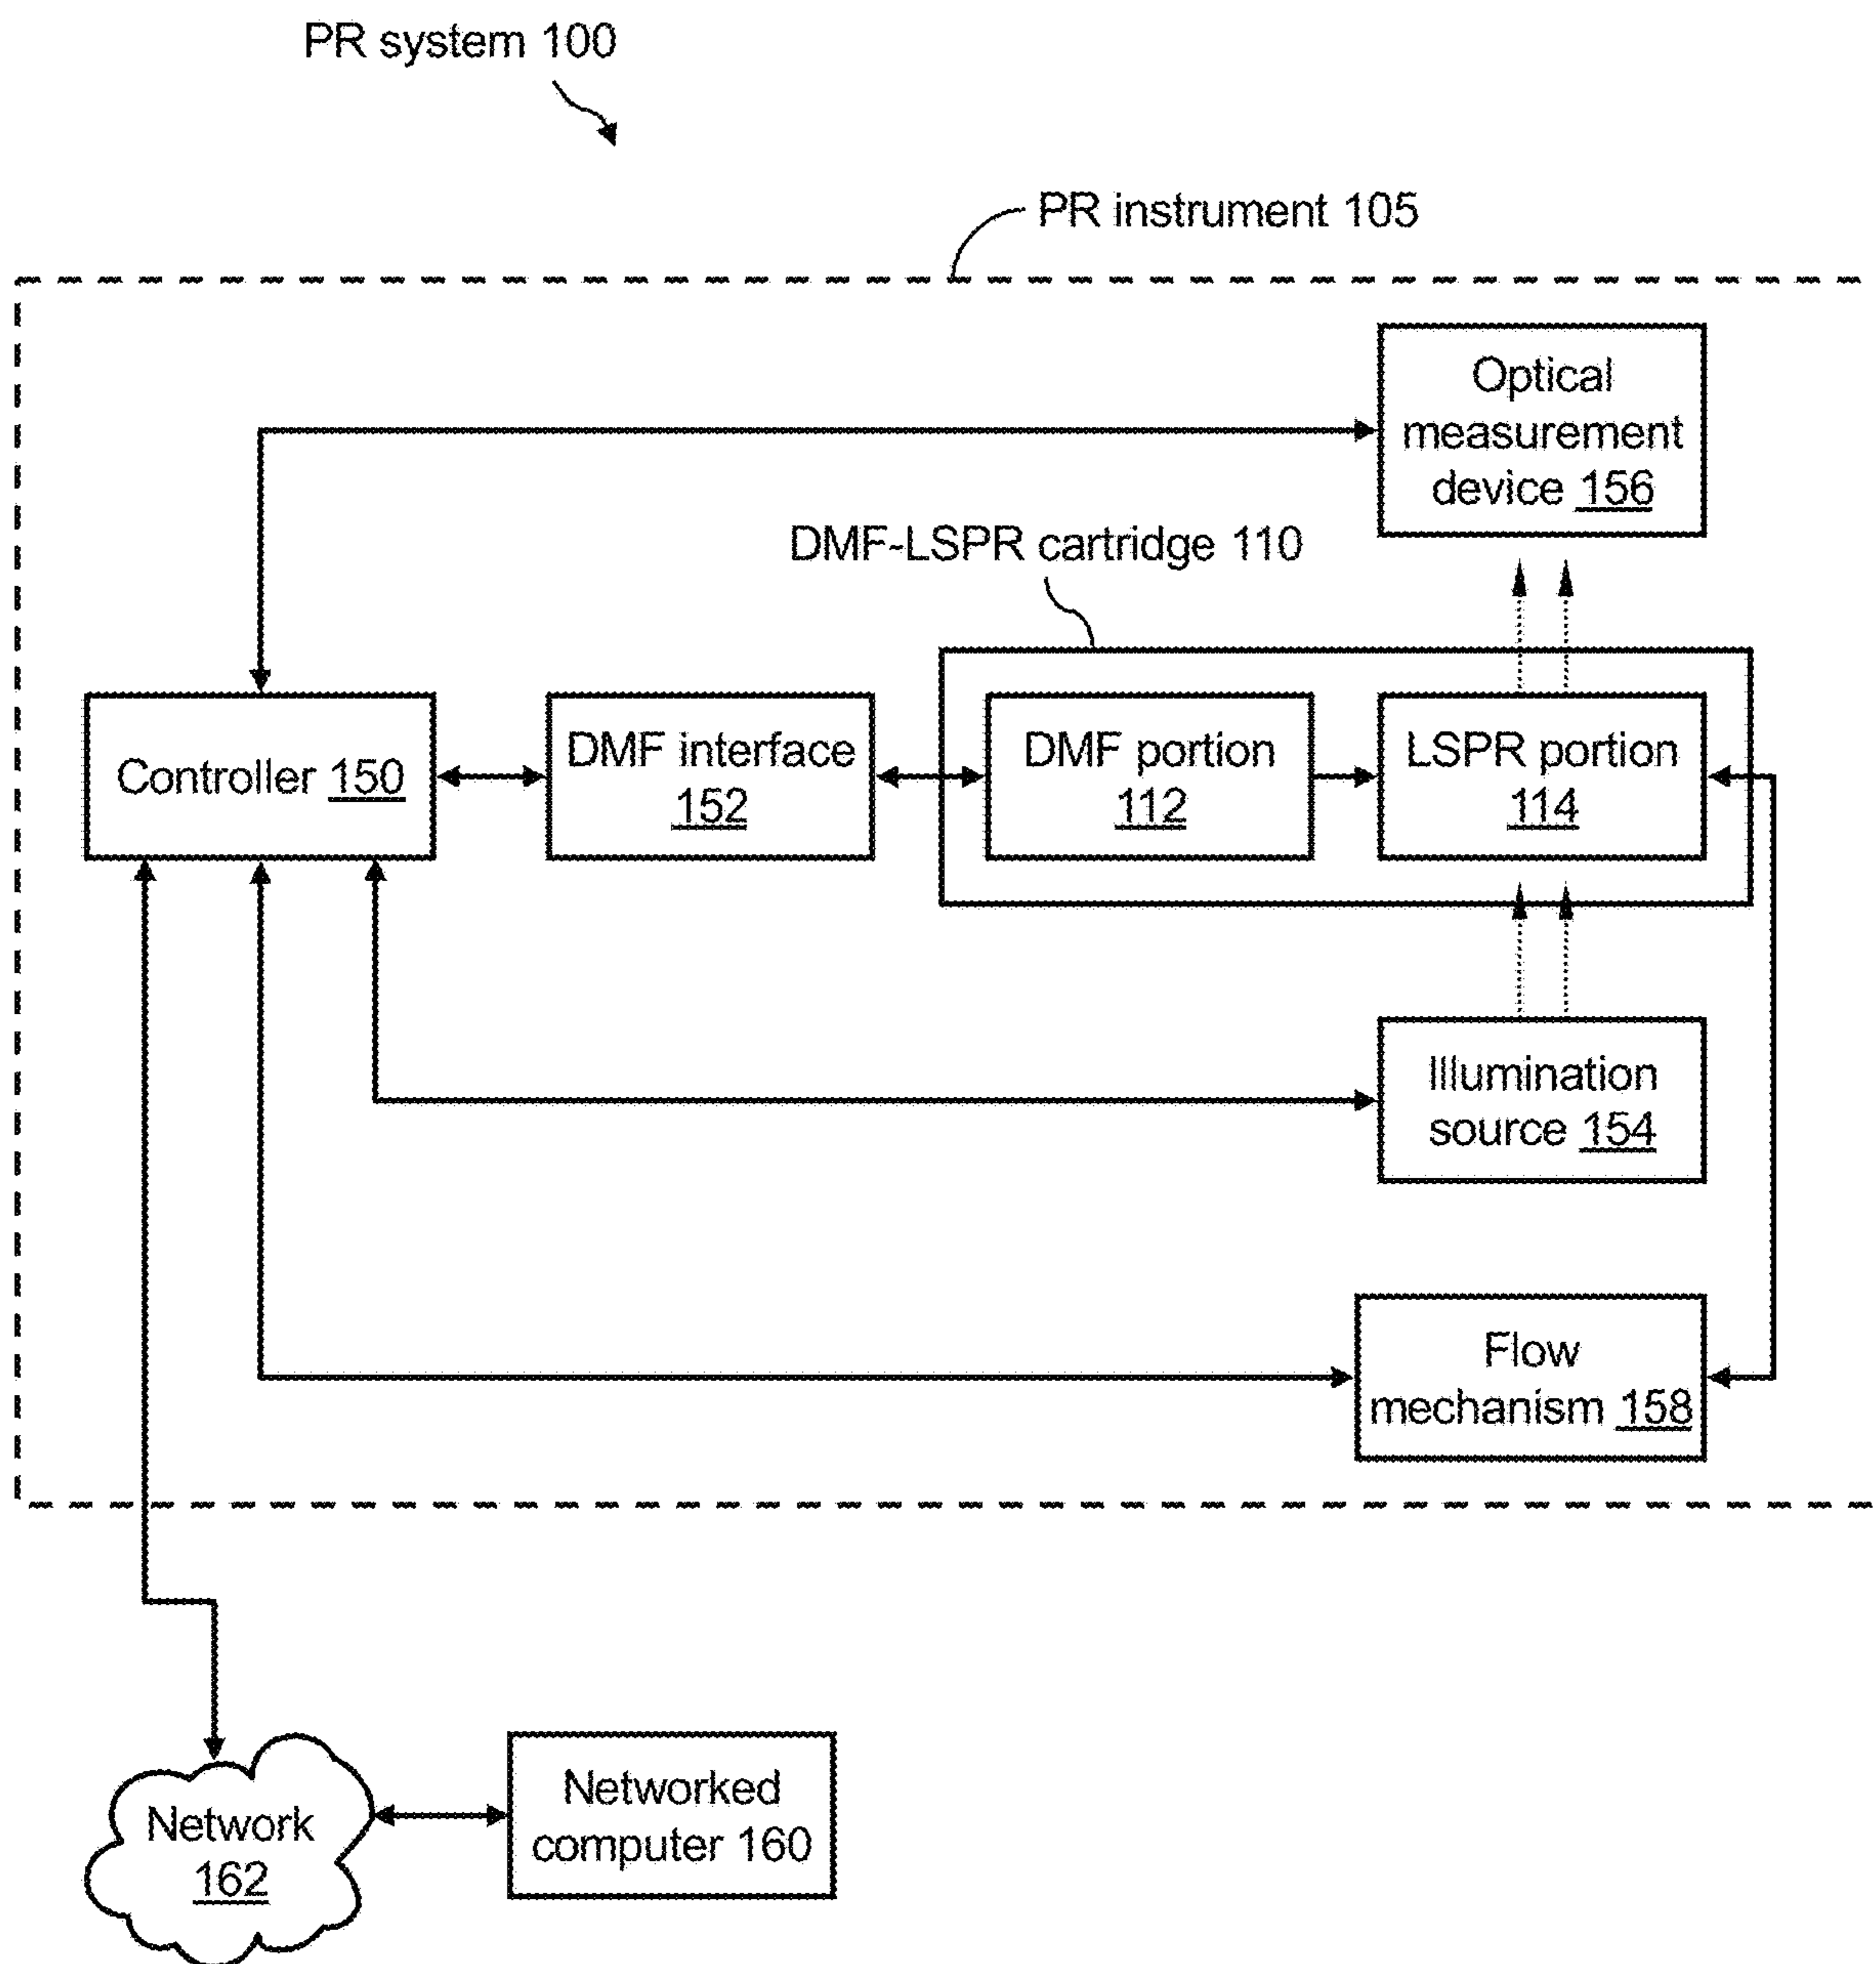 PR system 100
PR instrument 105
Optical
measurement
device 156
DMF-LSPR cartridge 110
Controller 150
DMF interface
152
DMF portion
112
LSPR portion
114
Illumination
source 154
Flow
mechanism 158
Network
162
Networked
computer 160